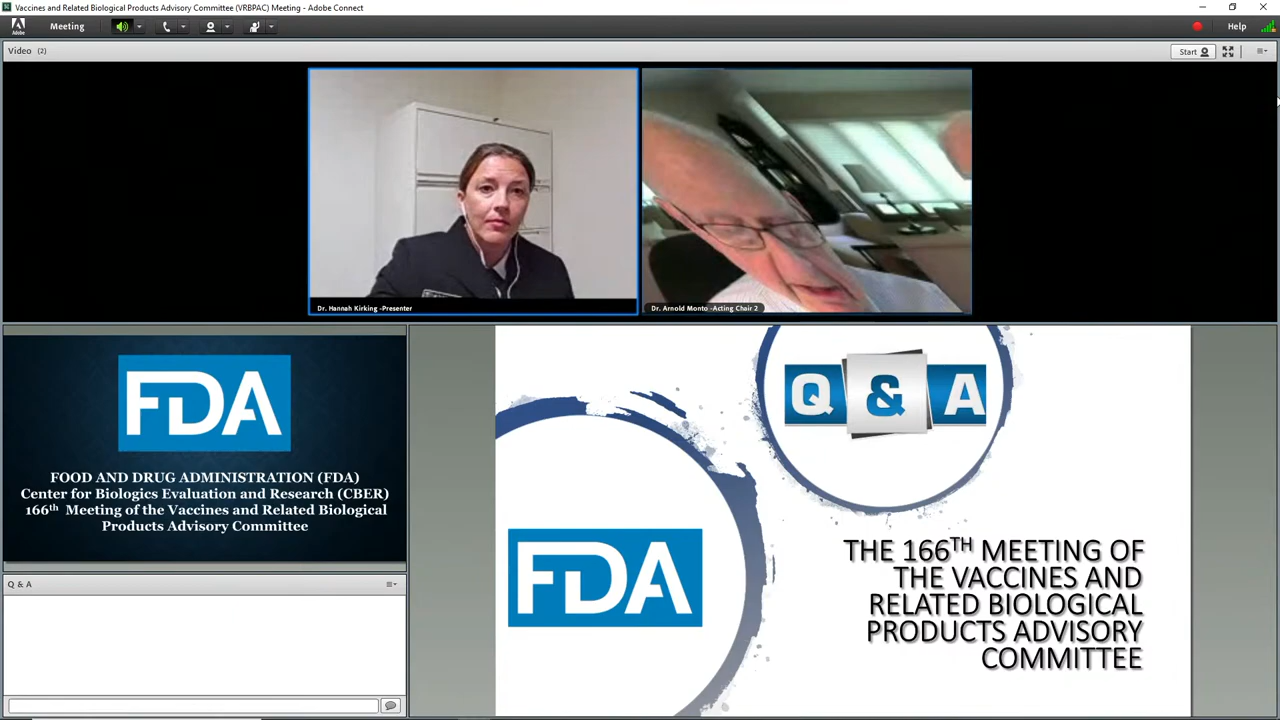 Vaccines and Related Biological Products Advisory Committee (VRBPAC) Meeting - Adobe Connect
Adobe
Meeting
Help
Video (2)
Start
Dr. Hannah Kirking -Presenter
Dr. Arnold Monto -Acting Chair 2
FDA
FOOD AND DRUG ADMINISTRATION (FDA)
Center for Biologics Evaluation and Research (CBER)
166th Meeting of the Vaccines and Related Biological
Products Advisory Committee
Q & A
Q & A
FDA
THE 166TH MEETING OF
THE VACCINES AND
RELATED BIOLOGICAL
PRODUCTS ADVISORY
COMMITTEE